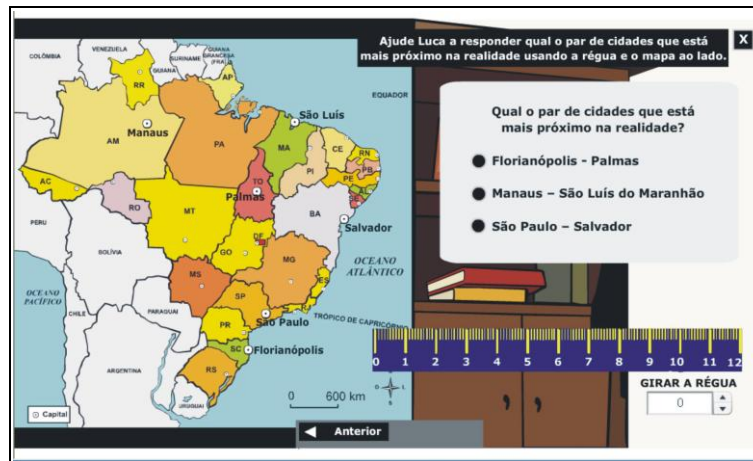 Ajude Luca a responder qual o par de cidades que está
mais próximo na realidade usando a régua e o mapa ao lado.
X
Qual o par de cidades que está
mais próximo na realidade?
Florianópolis - Palmas
Manaus – São Luís do Maranhão
São Paulo – Salvador
COLÔMBIA
VENEZUELA
GUIANA
SURINAME
GUIANA
FRANCESA
(FRA)
RR
AP
EQUADOR
Manaus
São Luís
AM
PA
MA
CE
RN
PB
PE
AL
SE
PI
AC
TO
Palmas
RO
MT
BA
Salvador
PERU
DF
GO
BOLÍVIA
MG
OCEANO
ATLÂNTICO
MS
ES
OCEANO
PACÍFICO
SP
RJ
PARAGUAI
São Paulo
TRÓPICO DE CAPRICÓRNIO
CHILE
PR
SC
Florianópolis
ARGENTINA
RS
URUGUAI
0 600 km
O L
S
Capital
0 1 2 3 4 5 6 7 8 9 10 11 12
GIRAR A RÉGUA
0
Anterior